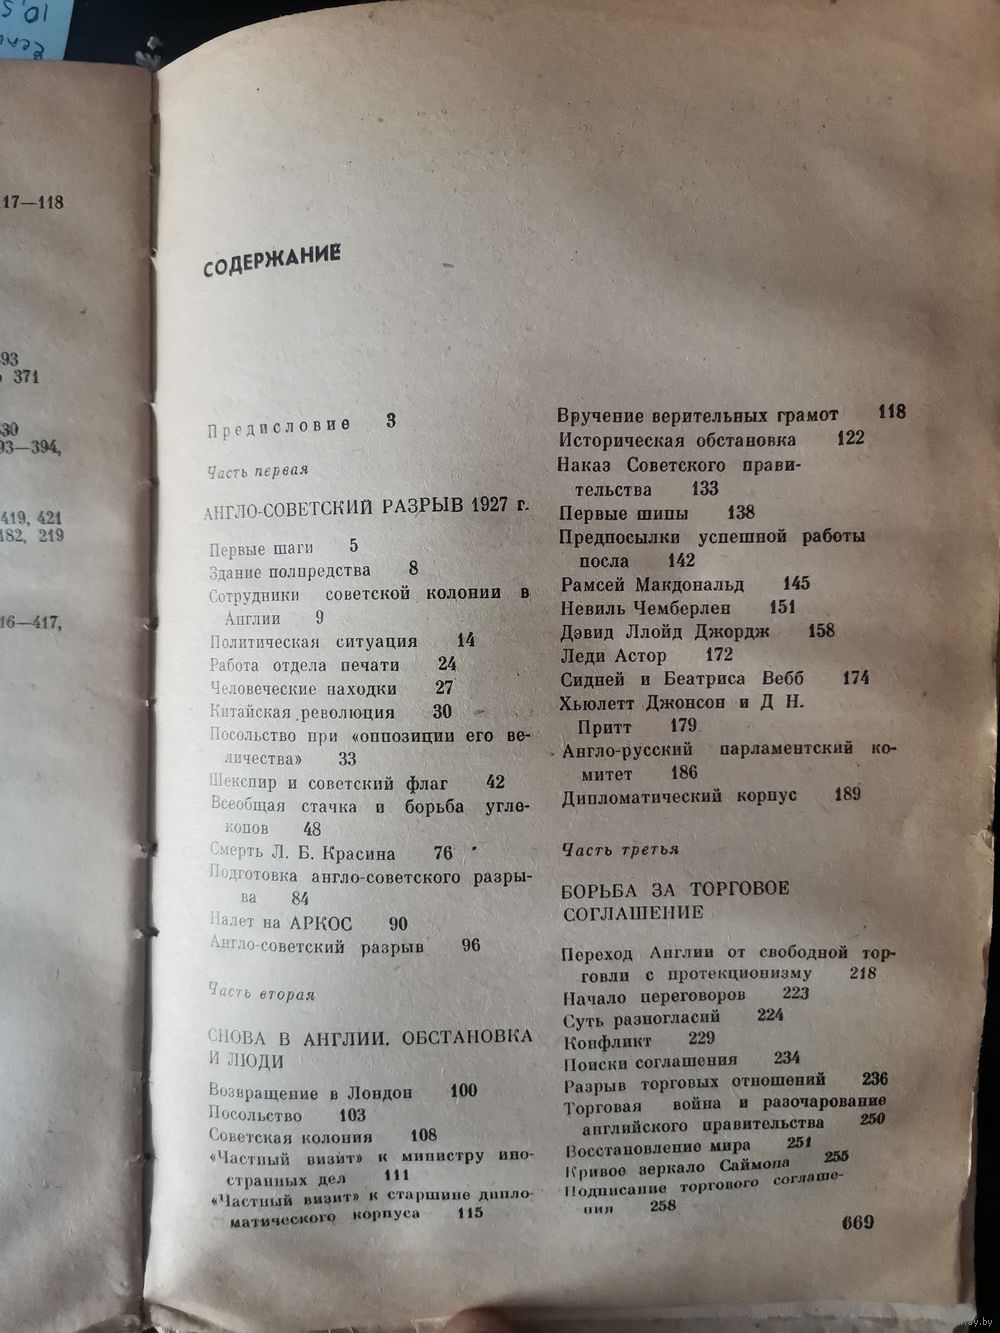 10,5
17—118
93
371
30
93—394,
419, 421
182, 219
16—417,
СОДЕРЖАНИЕ
Предисловие 3
Часть первая
АНГЛО-СОВЕТСКИЙ РАЗРЫВ 1927 г.
Первые шаги 5
Здание полпредства 8
Сотрудники советской колонии в
Англии 9
Политическая ситуация 14
Работа отдела печати 24
Человеческие находки 27
Китайская революция 30
Посольство при «оппозиции его ве-
личества» 33
Шекспир и советский флаг 42
Всеобщая стачка и борьба угле-
копов 48
Смерть Л. Б. Красина 76
Подготовка англо-советского разры-
ва 84
Налет на АРКОС 90
Англо-советский разрыв 96
Часть вторая
СНОВА В АНГЛИИ. ОБСТАНОВКА
И ЛЮДИ
Возвращение в Лондон 100
Посольство 103
Советская колония 108
«Частный визит» к министру ино-
странных дел 111
«Частный визит» к старшине дипло-
матического корпуса 115
Вручение верительных грамот 118
Историческая обстановка 122
Наказ Советского прави-
тельства 133
Первые шипы 138
Предпосылки успешной работы
посла 142
Рамсей Макдональд 145
Невиль Чемберлен 151
Дэвид Ллойд Джордж 158
Леди Астор 172
Сидней и Беатриса Вебб 174
Хьюлетт Джонсон и Д Н.
Притт 179
Англо-русский парламентский ко-
митет 186
Дипломатический корпус 189
Часть третья
БОРЬБА ЗА ТОРГОВОЕ
СОГЛАШЕНИЕ
Переход Англии от свободной тор-
говли с протекционизму 218
Начало переговоров 223
Суть разногласий 224
Конфликт 229
Поиски соглашения 234
Разрыв торговых отношений 236
Торговая война и разочарование
английского правительства 250
Восстановление мира 251
Кривое зеркало Саймона 255
Подписание торгового соглаше-
ния 258
669